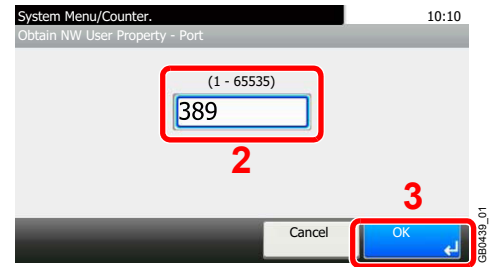 System Menu/Counter.
10:10
Obtain NW User Property - Port
(1 - 65535)
389
2
3
Cancel
OK
GB0439_01